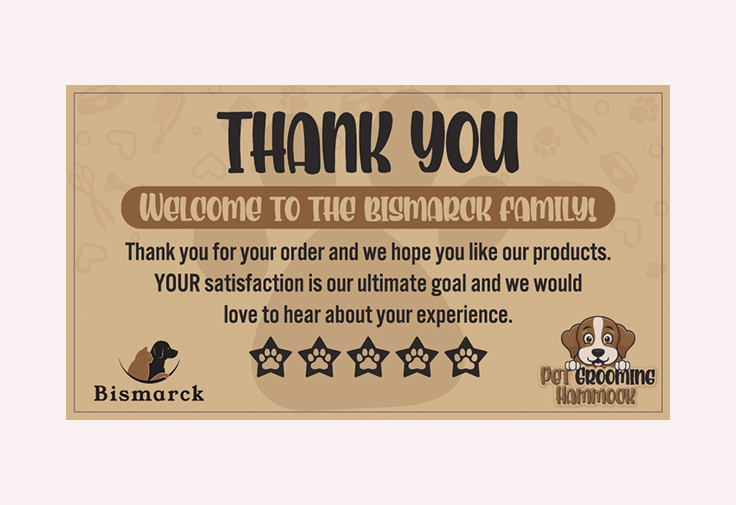 THANK YOU
WELCOME TO THE BISMARCK FAMILY!
Thank you for your order and we hope you like our products.
YOUR satisfaction is our ultimate goal and we would
love to hear about your experience.
Bismarck
PET GROOMING
HAMMOCK